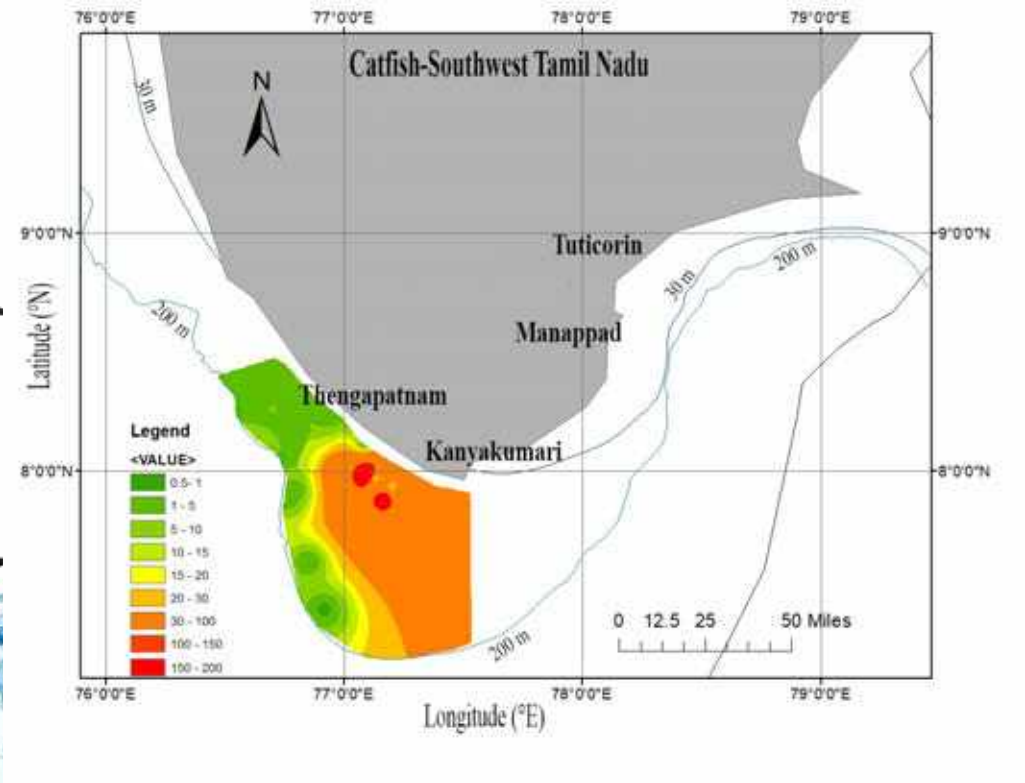 76°0'0"E 77°0'0"E 78°0'0"E 79°0'0"E
Catfish-Southwest Tamil Nadu
N
30 m
9°0'0"N 9°0'0"N
Tuticorin
200 m
30 m
200 m
Manappad
Latitude (°N)
Thengapatnam
Kanyakumari
8°0'0"N 8°0'0"N
Legend
<VALUE>
0.5- 1
1 - 5
5 - 10
10 - 15
15 - 20
20 - 30
30 - 100
100 - 150
150 - 200
0 12.5 25 50 Miles
200 m
76°0'0"E 77°0'0"E 78°0'0"E 79°0'0"E
Longitude (°E)